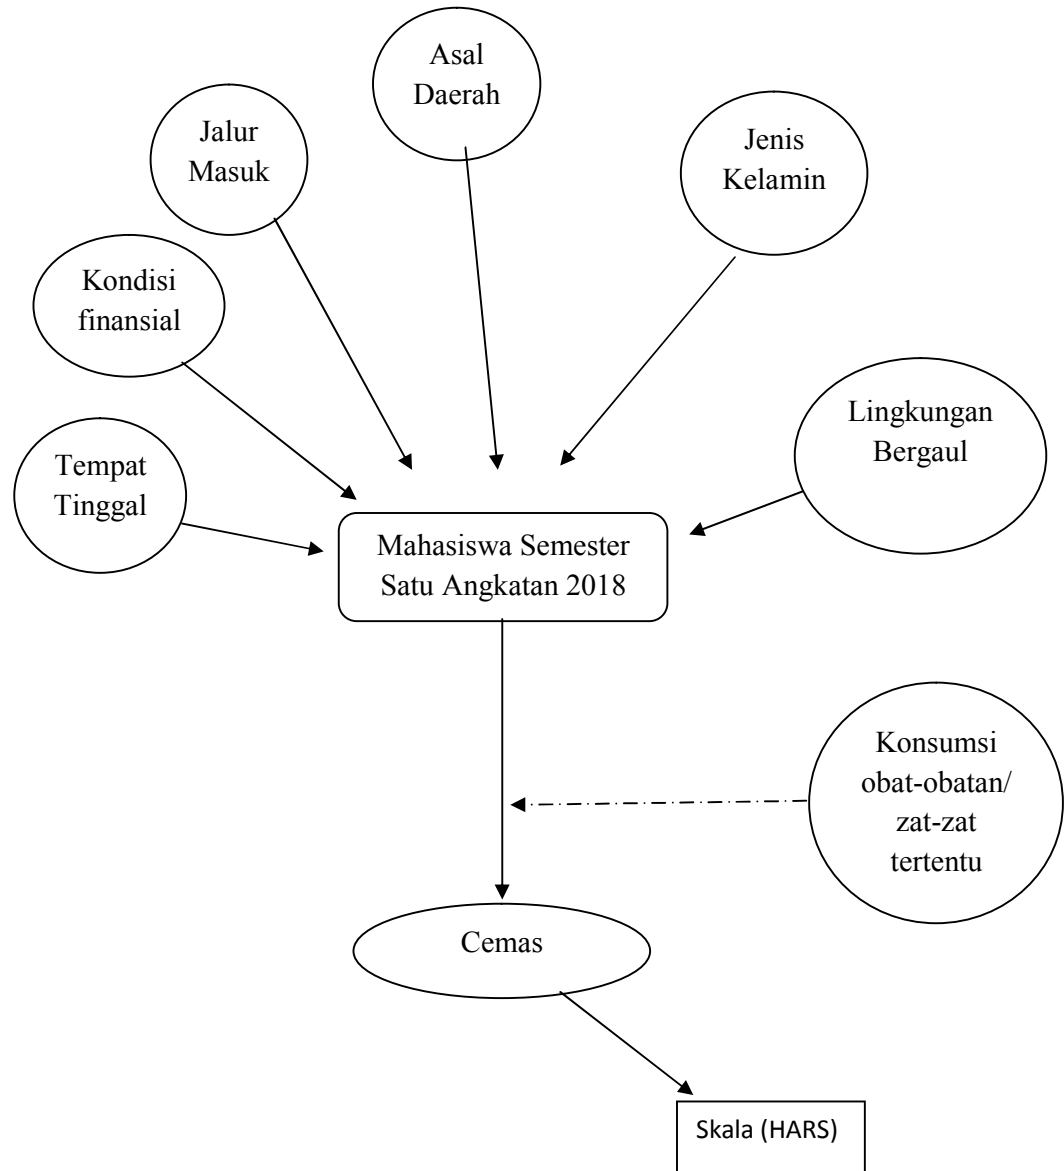 Asal
Daerah
Jalur
Masuk
Jenis
Kelamin
Kondisi
finansial
Lingkungan
Bergaul
Tempat
Tinggal
Mahasiswa Semester
Satu Angkatan 2018
Konsumsi
obat-obatan/
zat-zat
tertentu
Cemas
Skala (HARS)